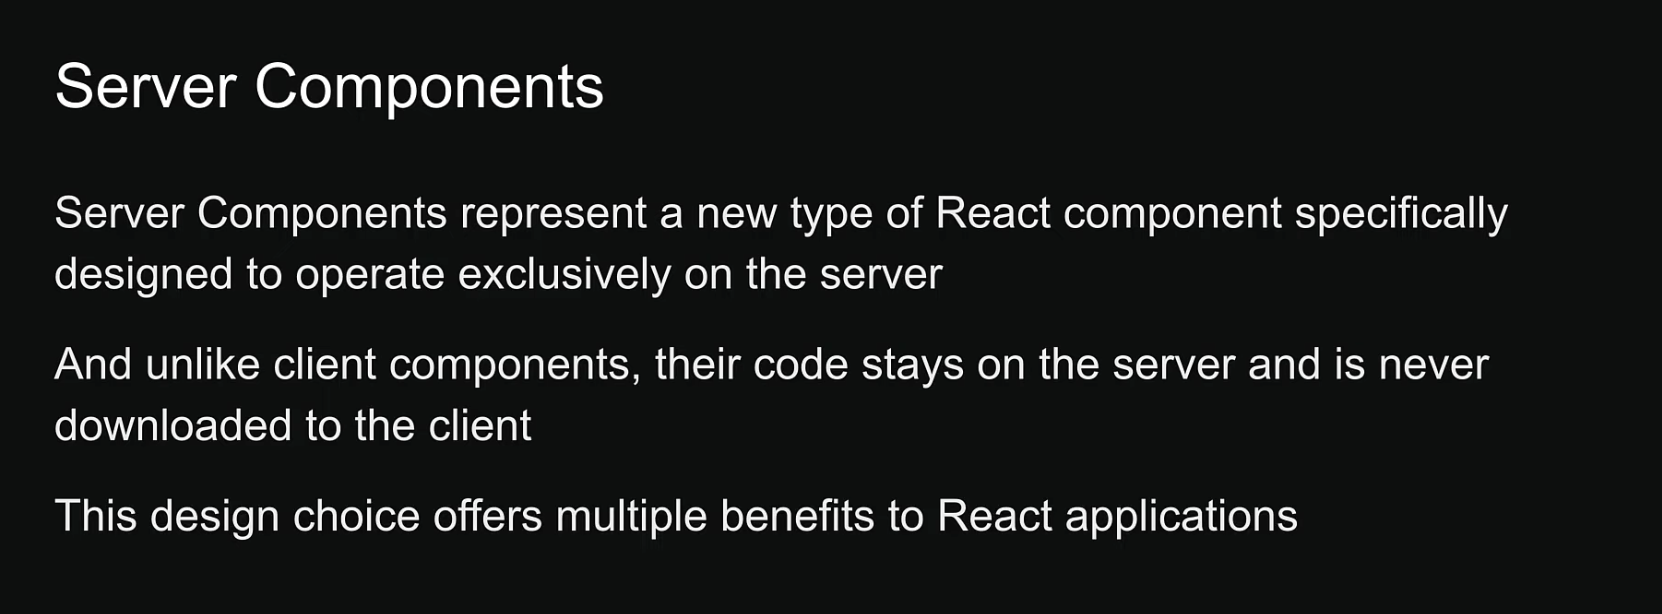 Server Components
Server Components represent a new type of React component specifically
designed to operate exclusively on the server
And unlike client components, their code stays on the server and is never
downloaded to the client
This design choice offers multiple benefits to React applications